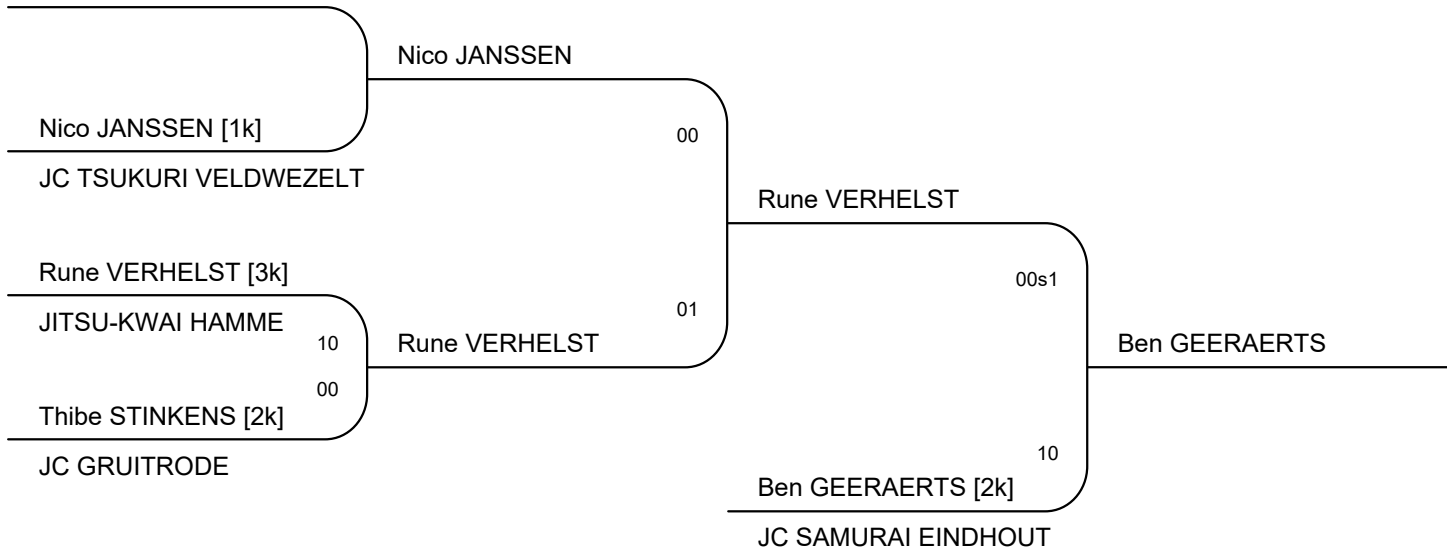 Nico JANSSEN
Nico JANSSEN [1k]
00
JC TSUKURI VELDWEZELT
Rune VERHELST
Rune VERHELST [3k]
00s1
JITSU-KWAI HAMME
01
10
Rune VERHELST
Ben GEERAERTS
00
Thibe STINKENS [2k]
10
JC GRUITRODE
Ben GEERAERTS [2k]
JC SAMURAI EINDHOUT